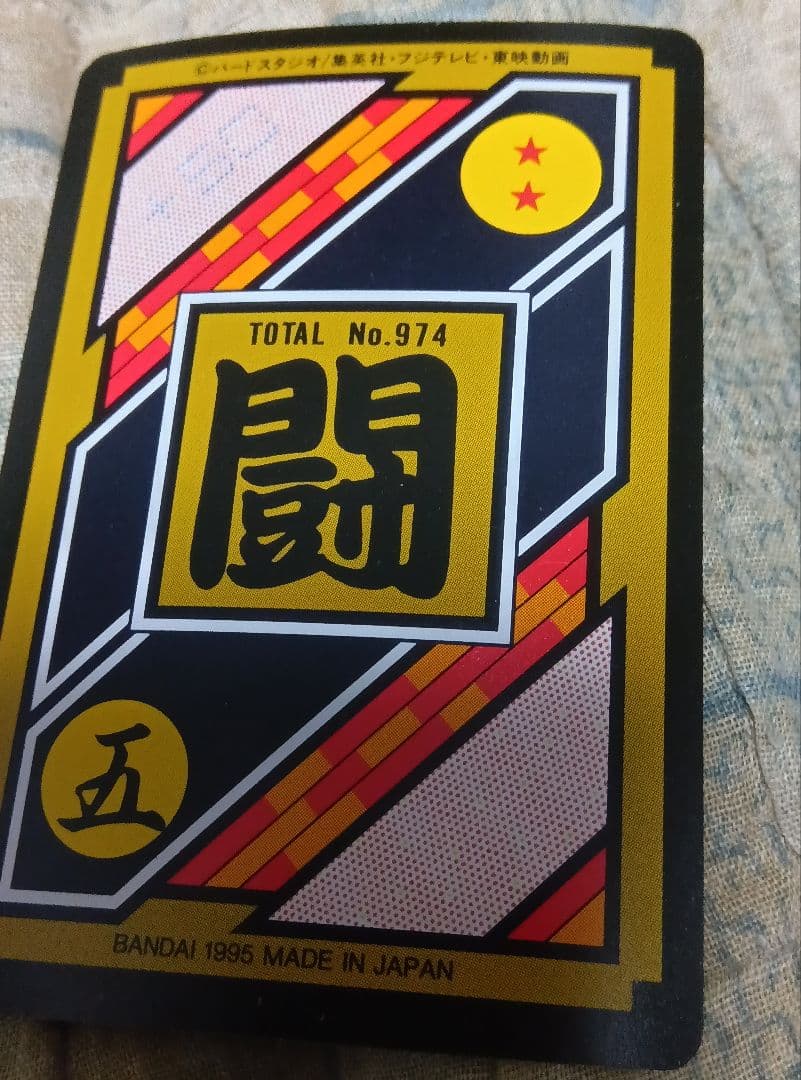 ©バードスタジオ/集英社・フジテレビ・東映動画
TOTAL No.974
闘
五
BANDAI 1995 MADE IN JAPAN